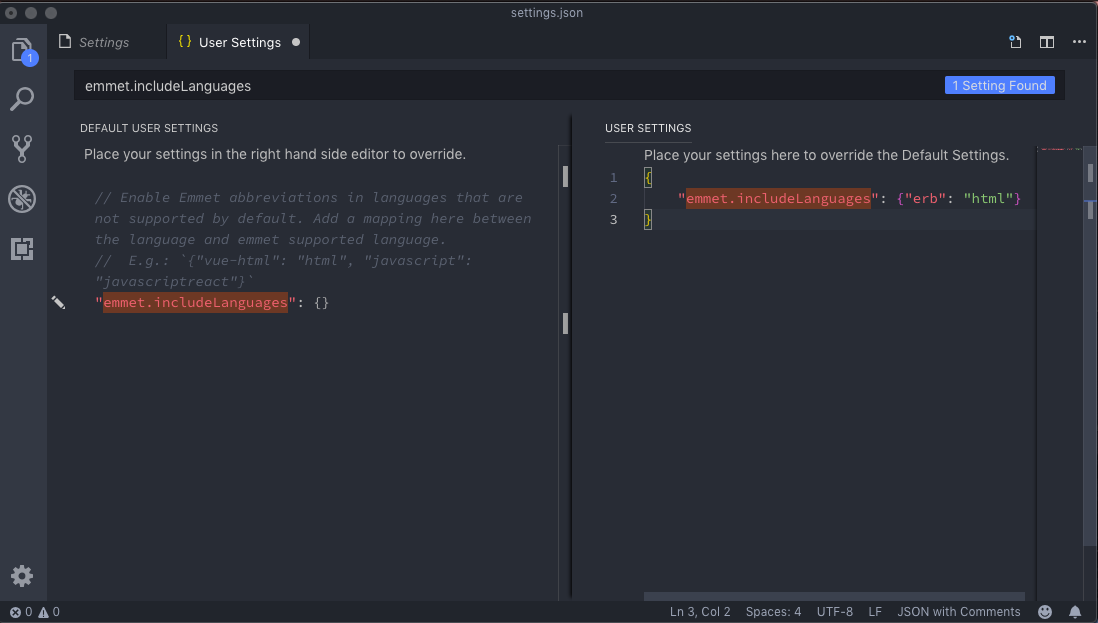 settings.json
Settings
{} User Settings
1
emmet.includeLanguages
1 Setting Found
DEFAULT USER SETTINGS
Place your settings in the right hand side editor to override.
// Enable Emmet abbreviations in languages that are
not supported by default. Add a mapping here between
the language and emmet supported language.
//  E.g.: `{"vue-html": "html", "javascript":
"javascriptreact"}`
"emmet.includeLanguages": {}
USER SETTINGS
Place your settings here to override the Default Settings.
1 {
2 "emmet.includeLanguages": {"erb": "html"}
3 }
0 0
Ln 3, Col 2 Spaces: 4 UTF-8 LF JSON with Comments